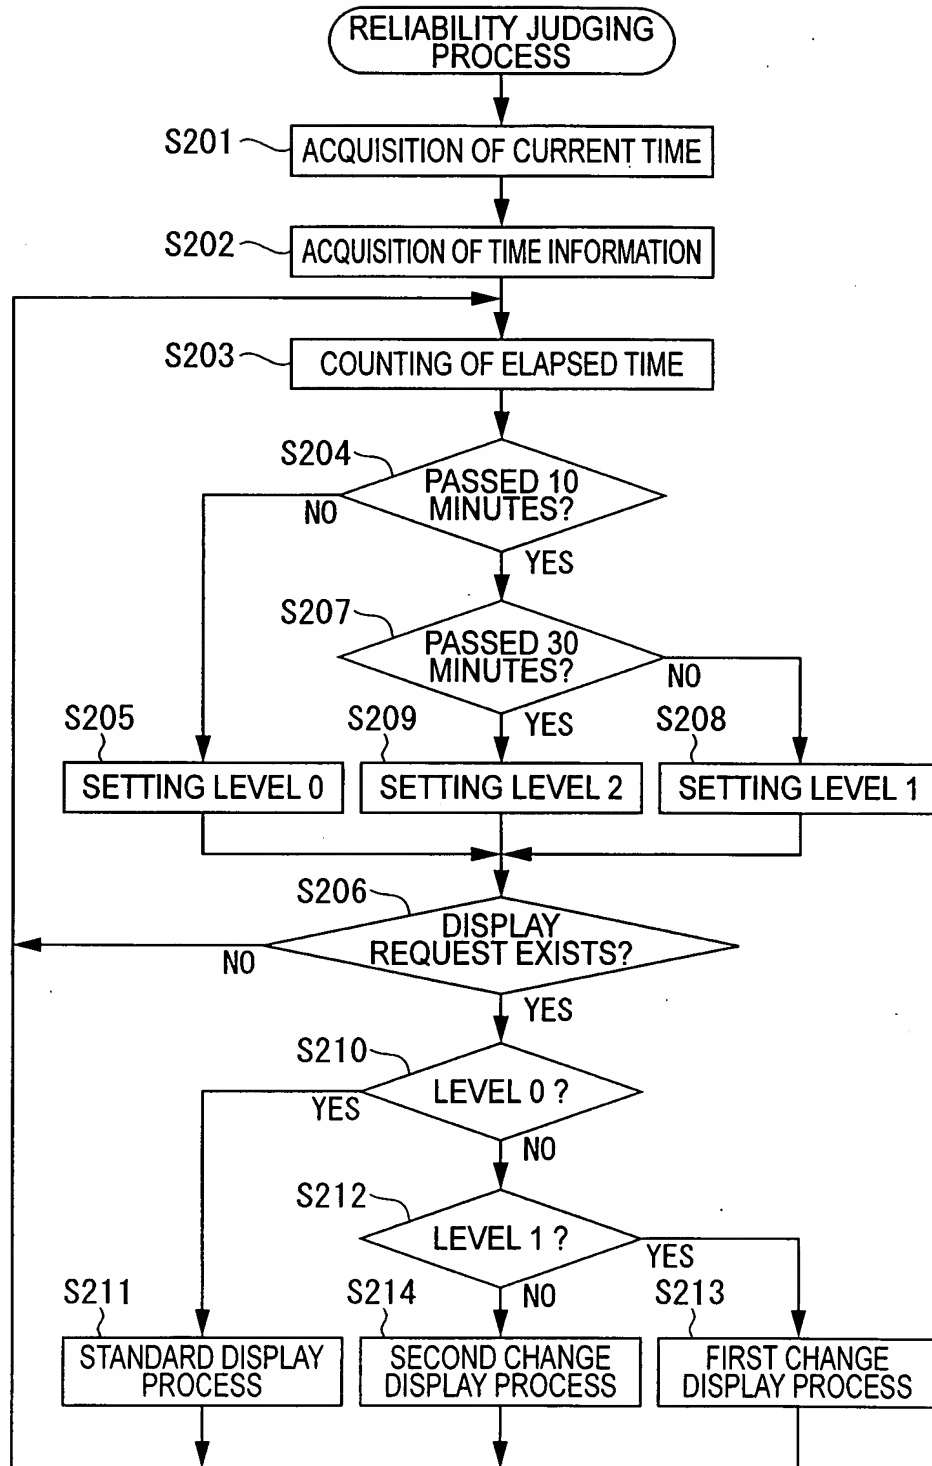 RELIABILITY JUDGING
PROCESS
S201
ACQUISITION OF CURRENT TIME
S202
ACQUISITION OF TIME INFORMATION
S203
COUNTING OF ELAPSED TIME
S204
PASSED 10
MINUTES?
NO
YES
S207
PASSED 30
MINUTES?
NO
YES
S205
S209
S208
SETTING LEVEL 0
SETTING LEVEL 2
SETTING LEVEL 1
S206
DISPLAY
REQUEST EXISTS?
NO
YES
S210
LEVEL 0 ?
YES
NO
S212
LEVEL 1 ?
YES
NO
S211
S214
S213
STANDARD DISPLAY
PROCESS
SECOND CHANGE
DISPLAY PROCESS
FIRST CHANGE
DISPLAY PROCESS